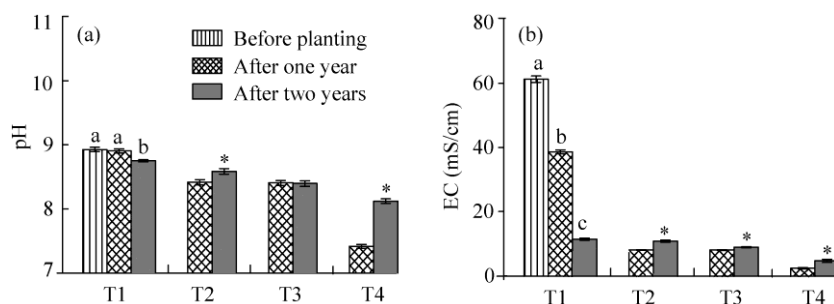 (a)
11
10
9
8
7
pH
Before planting
After one year
After two years
a a b
*
*
T1 T2 T3 T4
(b)
80
60
40
20
0
EC (mS/cm)
a
b
c
* * *
T1 T2 T3 T4